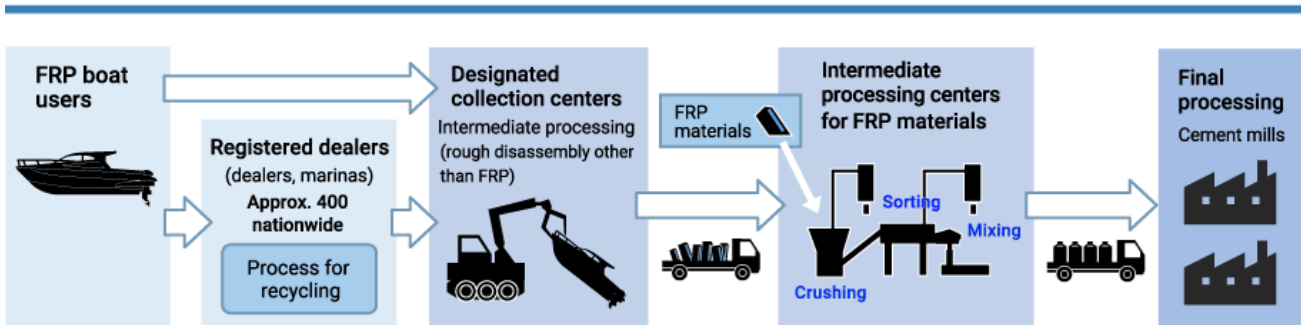 FRP boat
users
Registered dealers
(dealers, marinas)
Approx. 400
nationwide
Process for
recycling
Designated
collection centers
Intermediate processing
(rough disassembly other
than FRP)
FRP
materials
Intermediate
processing centers
for FRP materials
Sorting
Mixing
Crushing
Final
processing
Cement mills